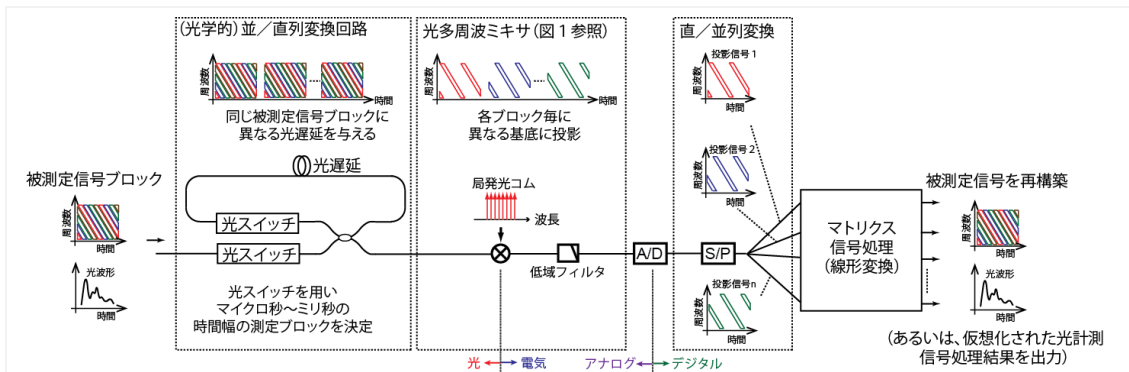 (光学的)並／直列変換回路
周波数
時間
同じ被測定信号ブロックに
異なる光遅延を与える
光遅延
被測定信号ブロック
周波数
時間
光波形
時間
光スイッチ
光スイッチ
光スイッチを用い
マイクロ秒〜ミリ秒の
時間幅の測定ブロックを決定
光多周波ミキサ(図1参照)
周波数
時間
各ブロック毎に
異なる基底に投影
局発光コム
波長
低域フィルタ
光
電気
A/D
アナログ
デジタル
直／並列変換
投影信号1
周波数
時間
投影信号2
周波数
時間
S/P
投影信号n
周波数
時間
マトリクス
信号処理
(線形変換)
被測定信号を再構築
周波数
時間
光波形
時間
(あるいは、仮想化された光計測
信号処理結果を出力)